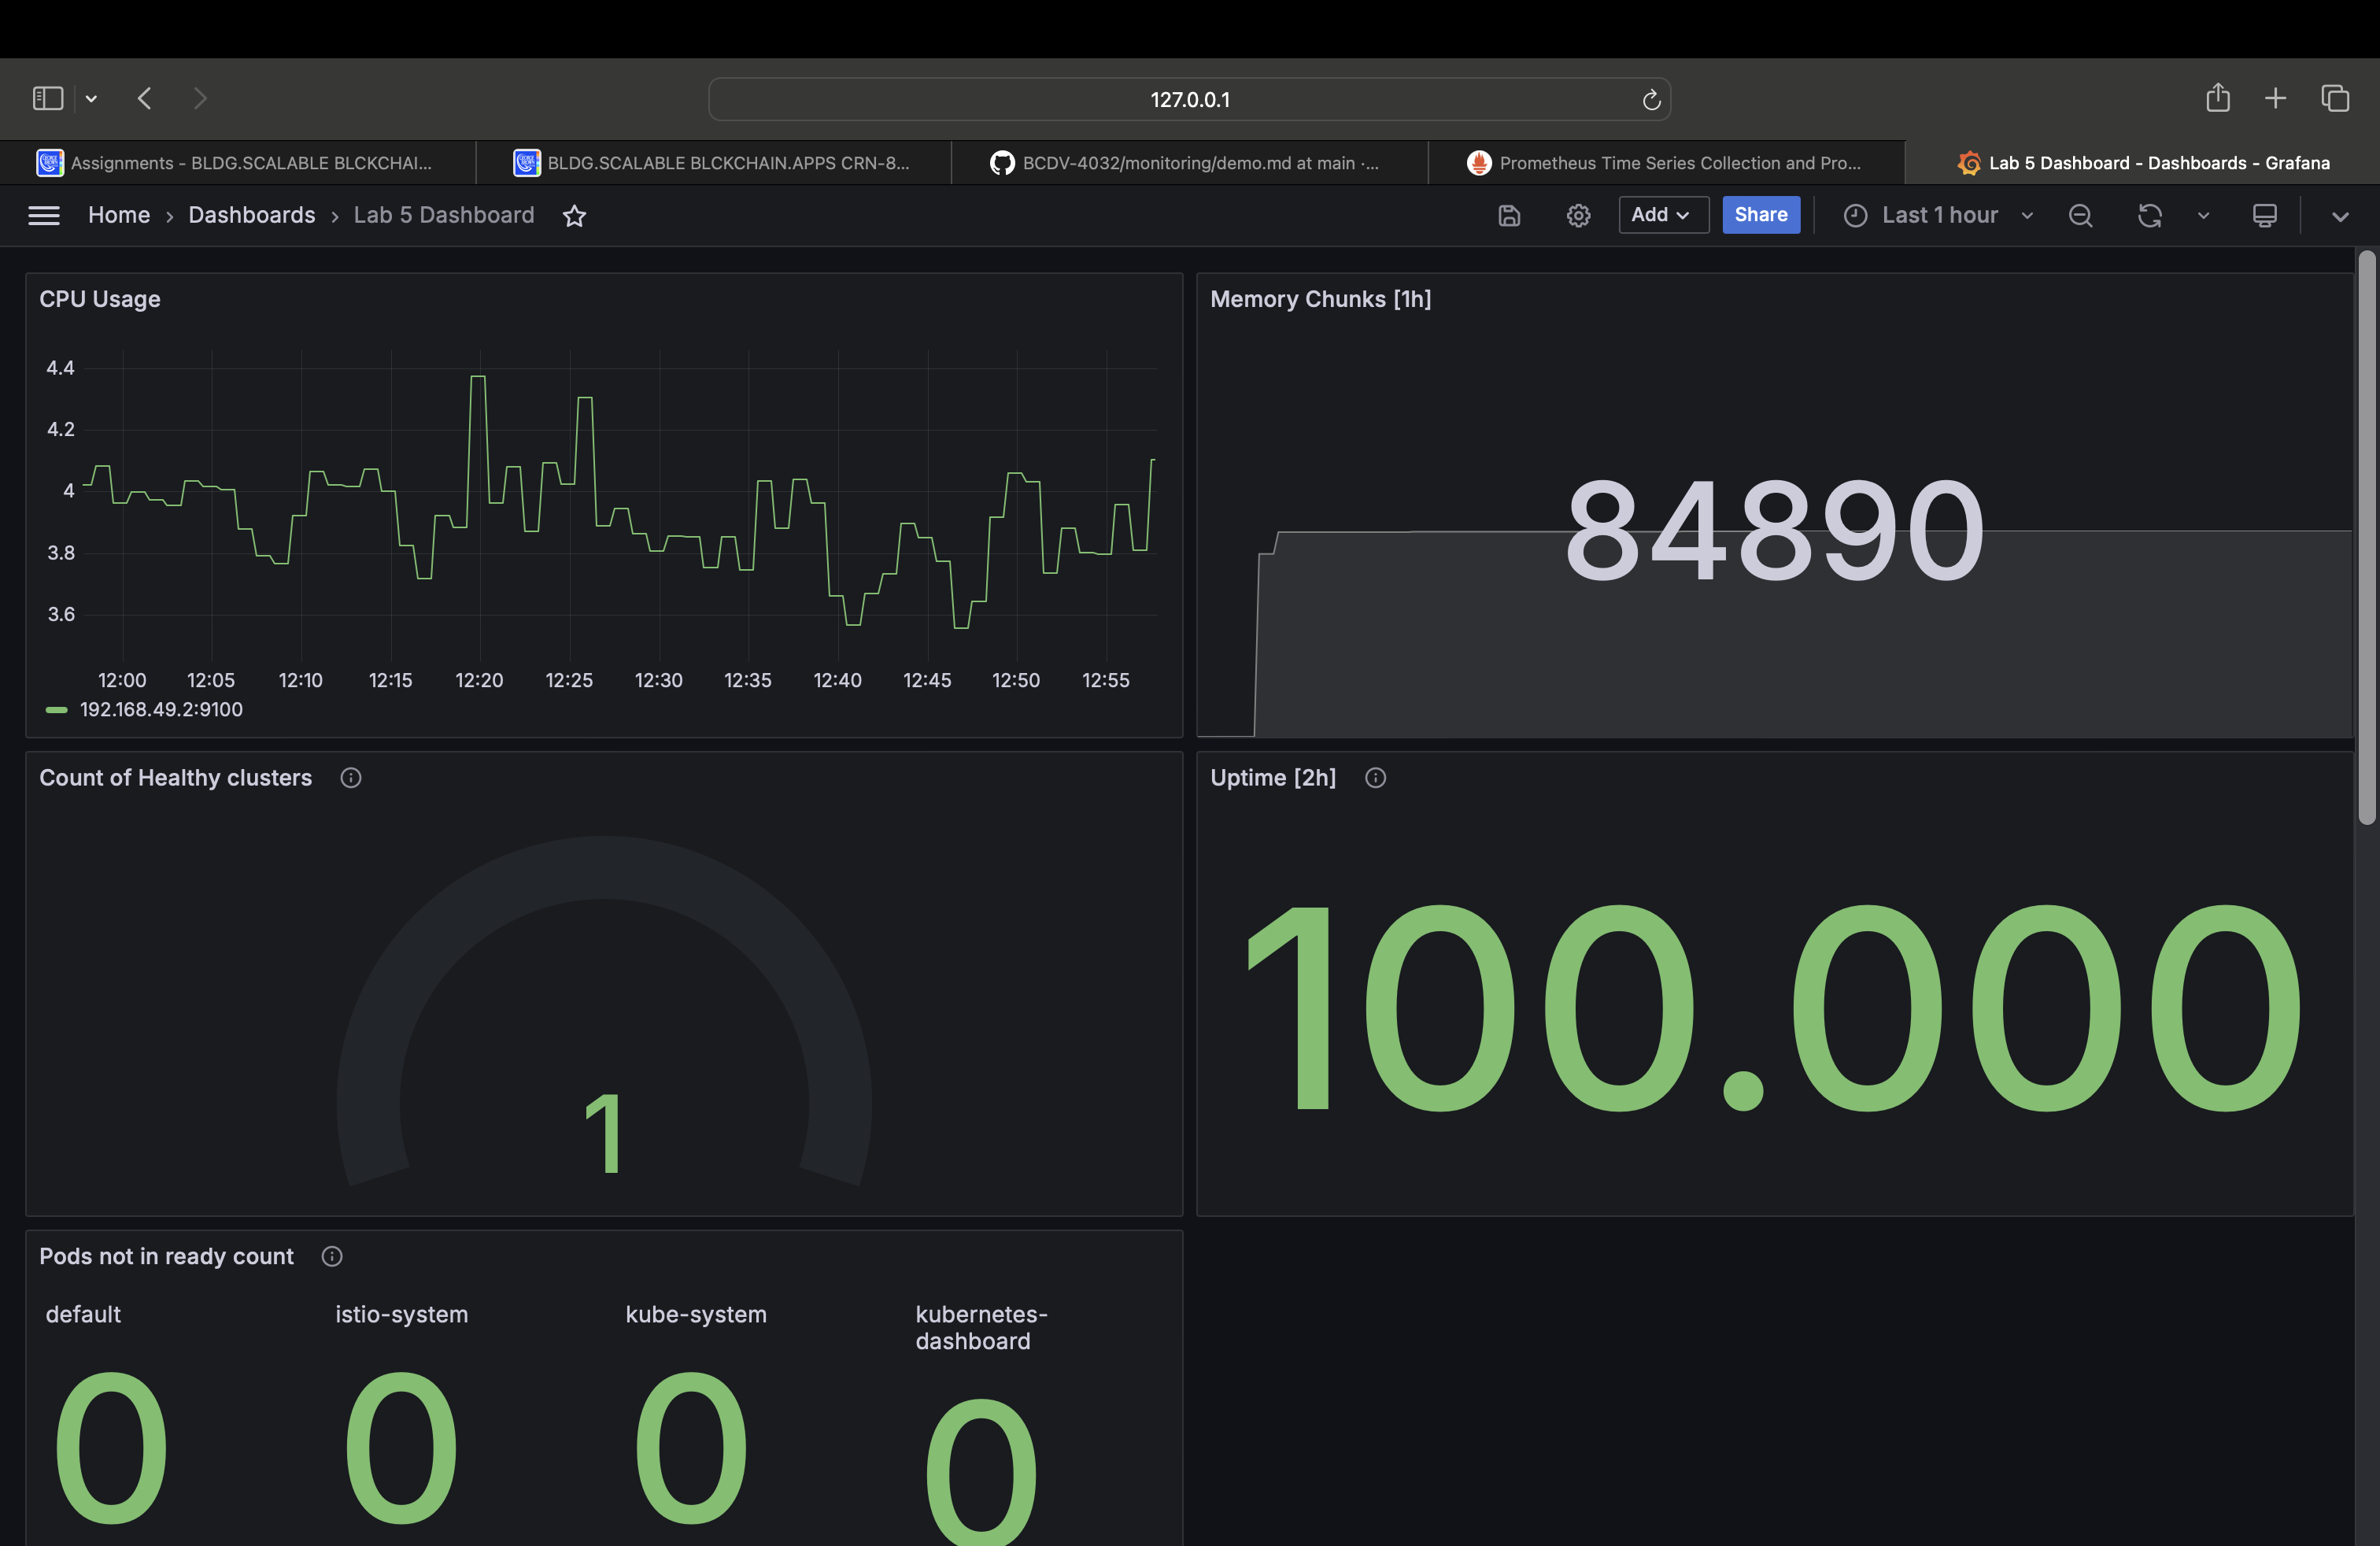 127.0.0.1
Assignments - BLDG.SCALABLE BLCKCHAI...
BLDG.SCALABLE BLCKCHAIN.APPS CRN-8...
BCDV-4032/monitoring/demo.md at main ·...
Prometheus Time Series Collection and Pro...
Lab 5 Dashboard - Dashboards - Grafana
Home › Dashboards › Lab 5 Dashboard
Add
Share
Last 1 hour
CPU Usage
4.4
4.2
4
3.8
3.6
12:00 12:05 12:10 12:15 12:20 12:25 12:30 12:35 12:40 12:45 12:50 12:55
192.168.49.2:9100
Memory Chunks [1h]
84890
Count of Healthy clusters
1
Uptime [2h]
100.000
Pods not in ready count
default
0
istio-system
0
kube-system
0
kubernetes-
dashboard
0